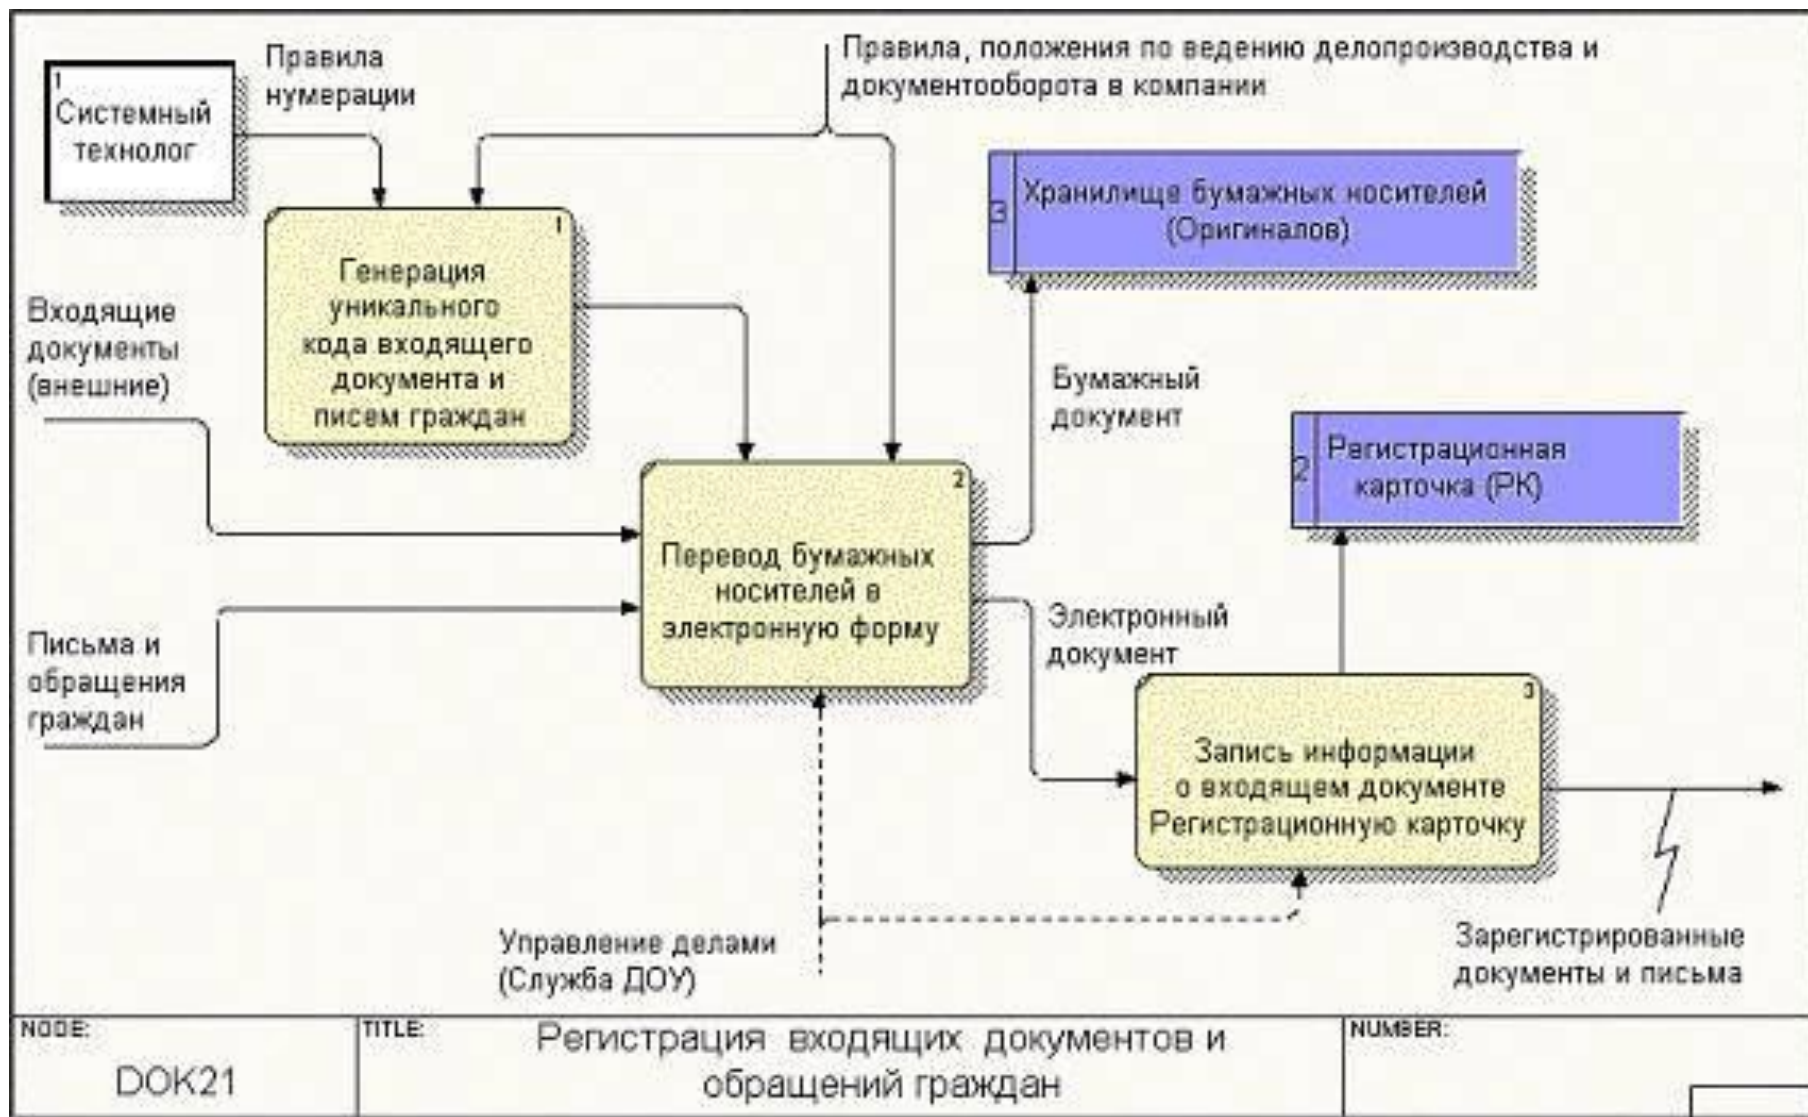 1
Системный
технолог
Правила
нумерации
Правила, положения по ведению делопроизводства и
документооборота в компании
1
Генерация
уникального
кода входящего
документа и
писем граждан
3
Хранилище бумажных носителей
(Оригиналов)
Входящие
документы
(внешние)
Бумажный
документ
2
Регистрационная
карточка (РК)
2
Перевод бумажных
носителей в
электронную форму
Письма и
обращения
граждан
Электронный
документ
3
Запись информации
о входящем документе
Регистрационную карточку
Управление делами
(Служба ДОУ)
Зарегистрированные
документы и письма
NODE:
DOK21
TITLE:
Регистрация входящих документов и
обращений граждан
NUMBER: